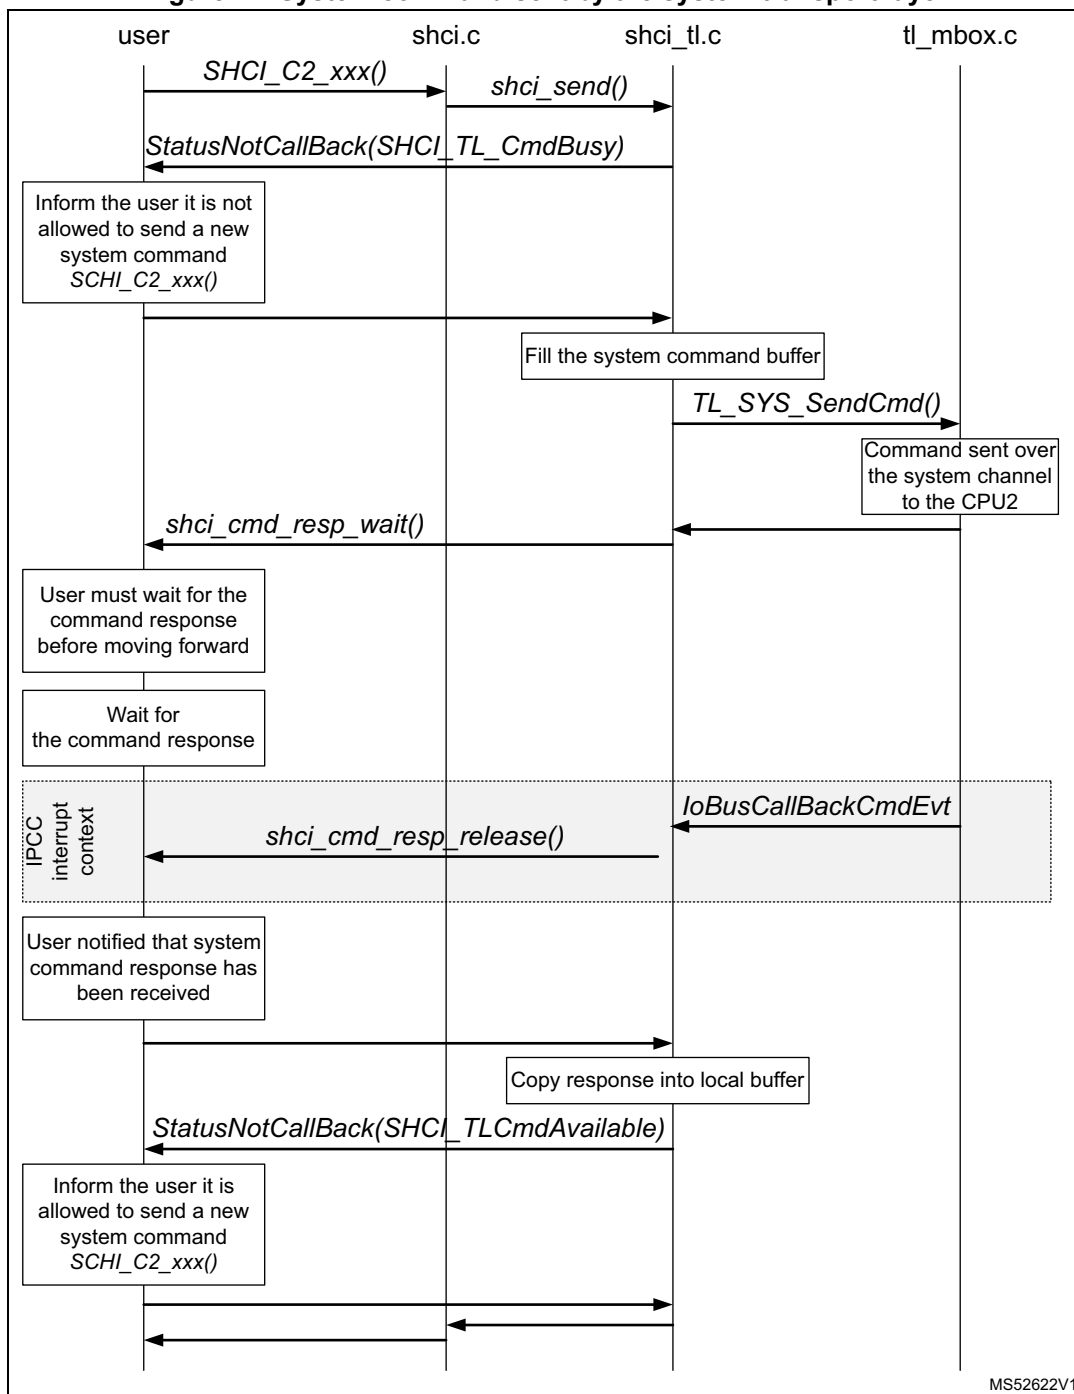 user shci.c shci_tl.c tl_mbox.c
SHCI_C2_xxx()
shci_send()
StatusNotCallBack(SHCI_TL_CmdBusy)
Inform the user it is not
allowed to send a new
system command
SCHI_C2_xxx()
Fill the system command buffer
TL_SYS_SendCmd()
Command sent over
the system channel
to the CPU2
shci_cmd_resp_wait()
User must wait for the
command response
before moving forward
Wait for
the command response
IPCC
interrupt
context
IoBusCallBackCmdEvt
shci_cmd_resp_release()
User notified that system
command response has
been received
Copy response into local buffer
StatusNotCallBack(SHCI_TLCmdAvailable)
Inform the user it is
allowed to send a new
system command
SCHI_C2_xxx()
MS52622V1